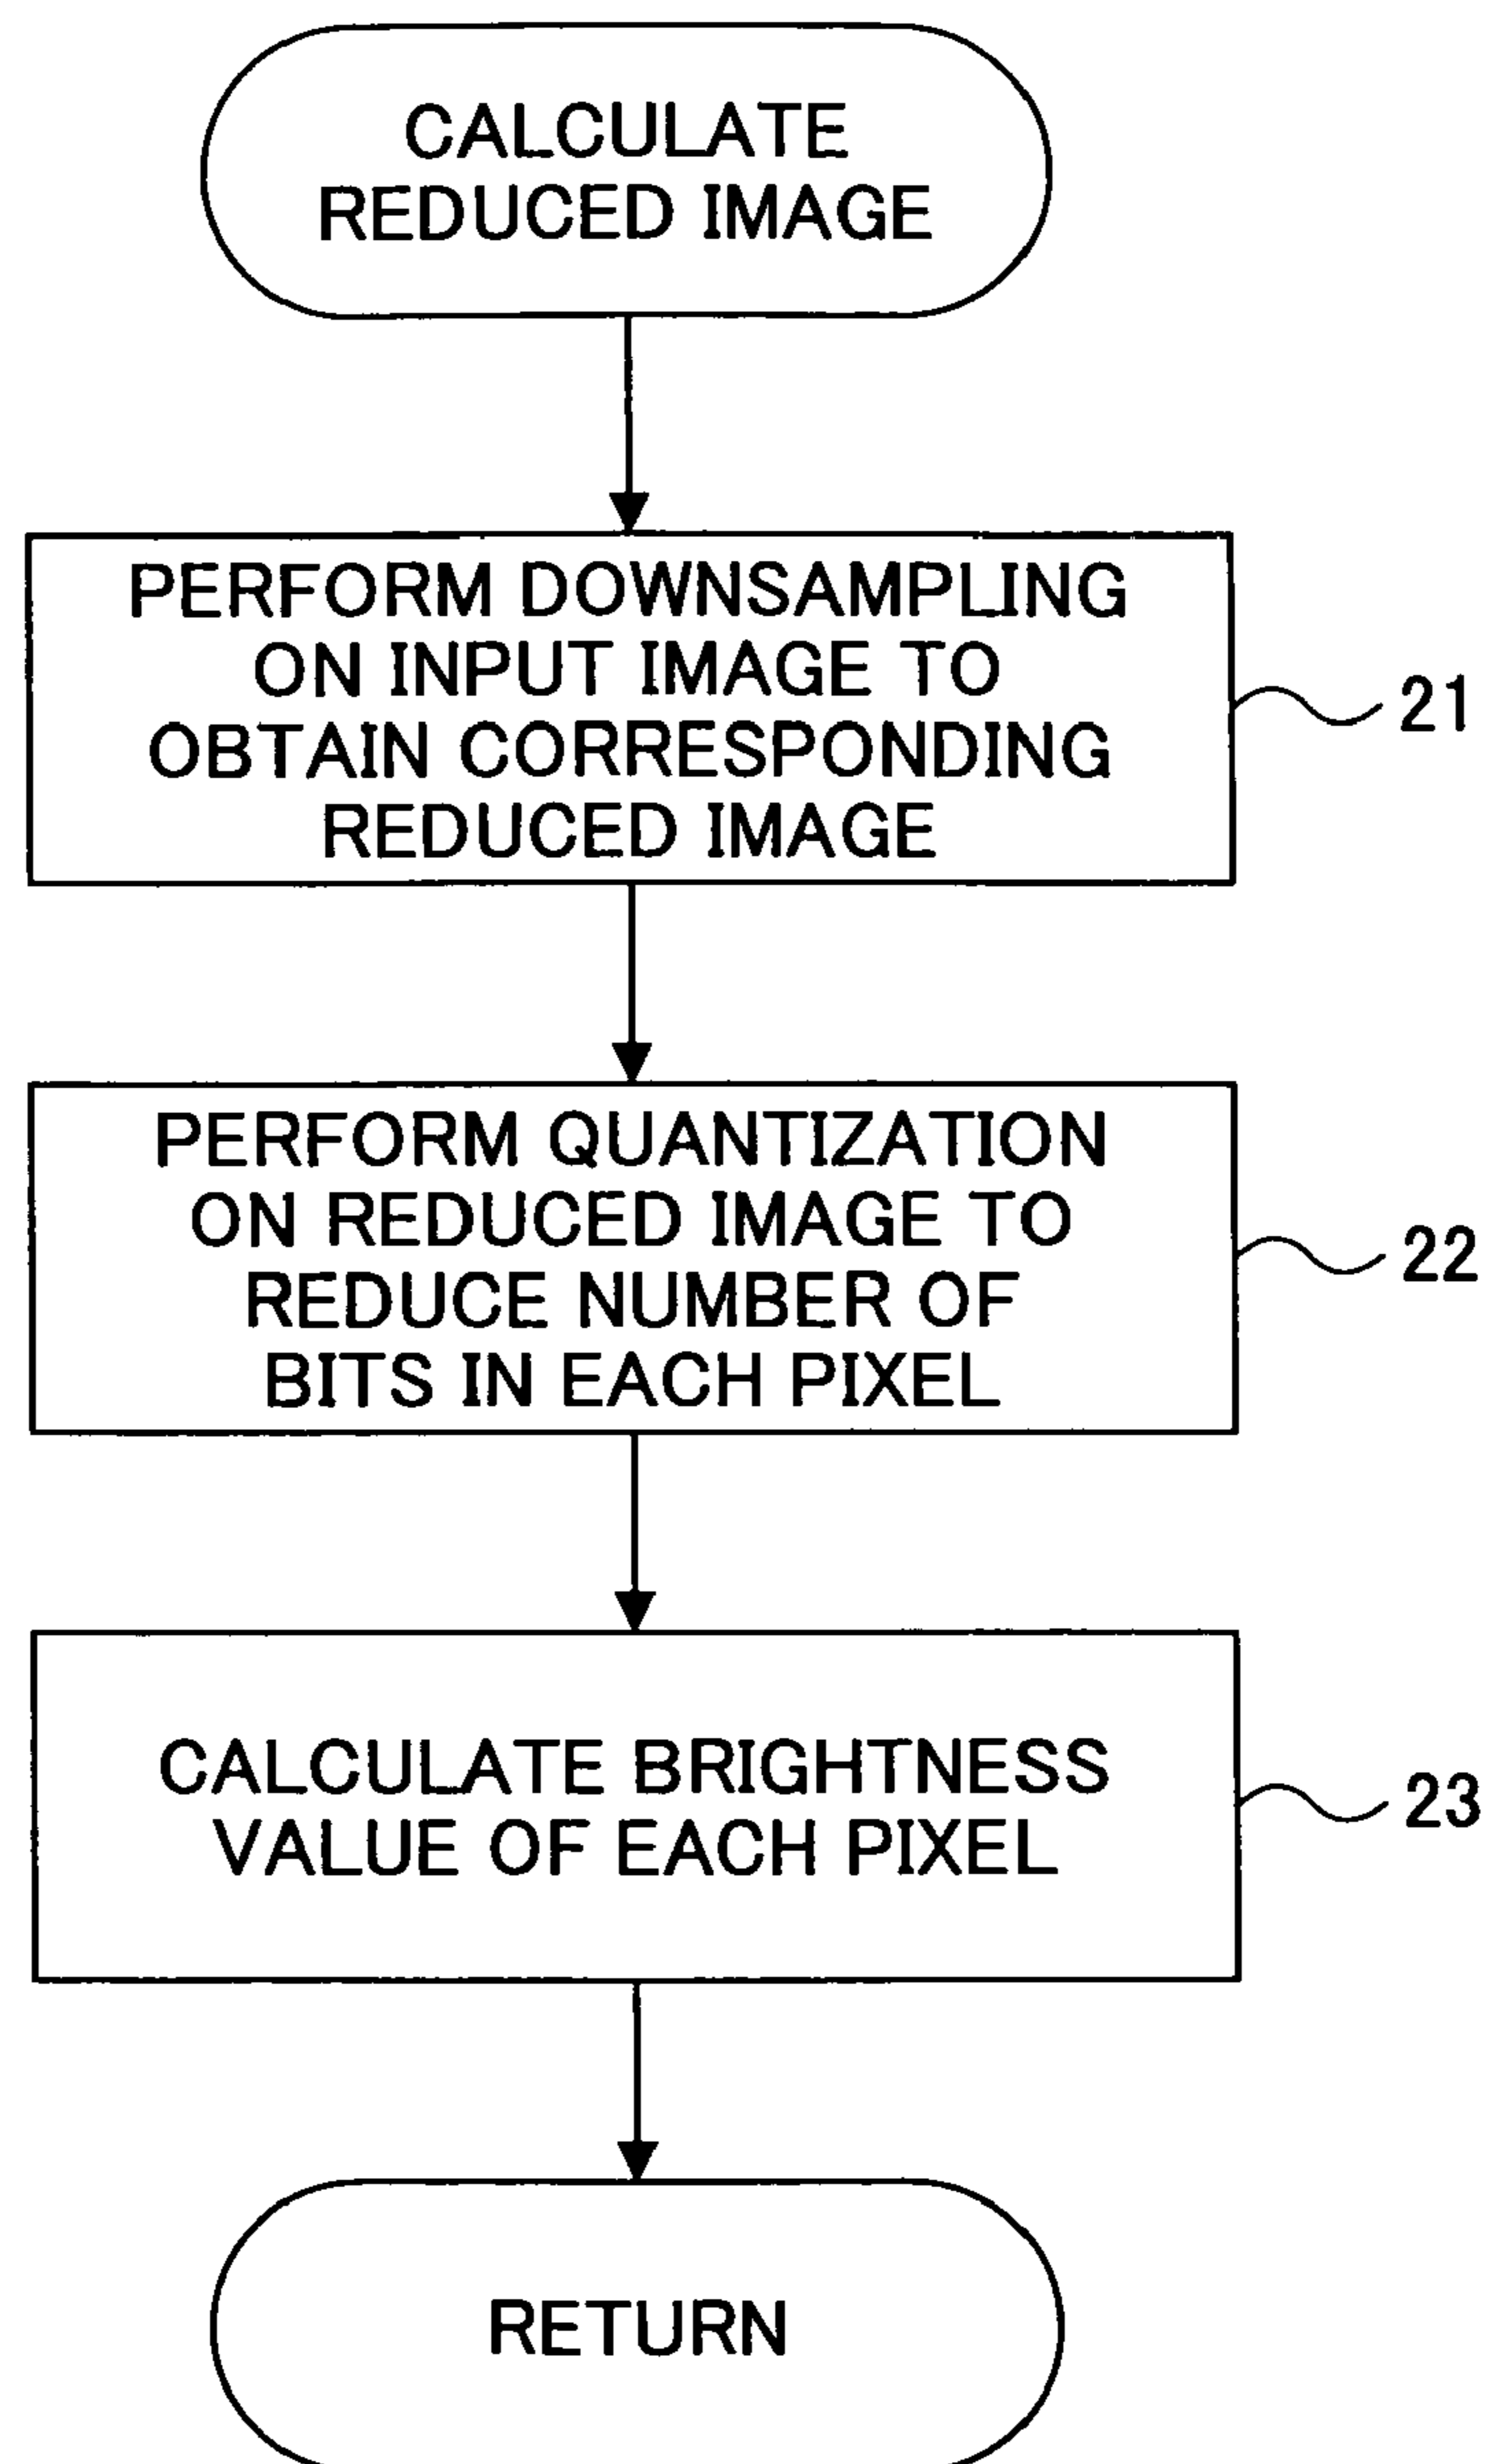 CALCULATE
REDUCED IMAGE
PERFORM DOWNSAMPLING
ON INPUT IMAGE TO
OBTAIN CORRESPONDING
REDUCED IMAGE
21
PERFORM QUANTIZATION
ON REDUCED IMAGE TO
REDUCE NUMBER OF
BITS IN EACH PIXEL
22
CALCULATE BRIGHTNESS
VALUE OF EACH PIXEL
23
RETURN